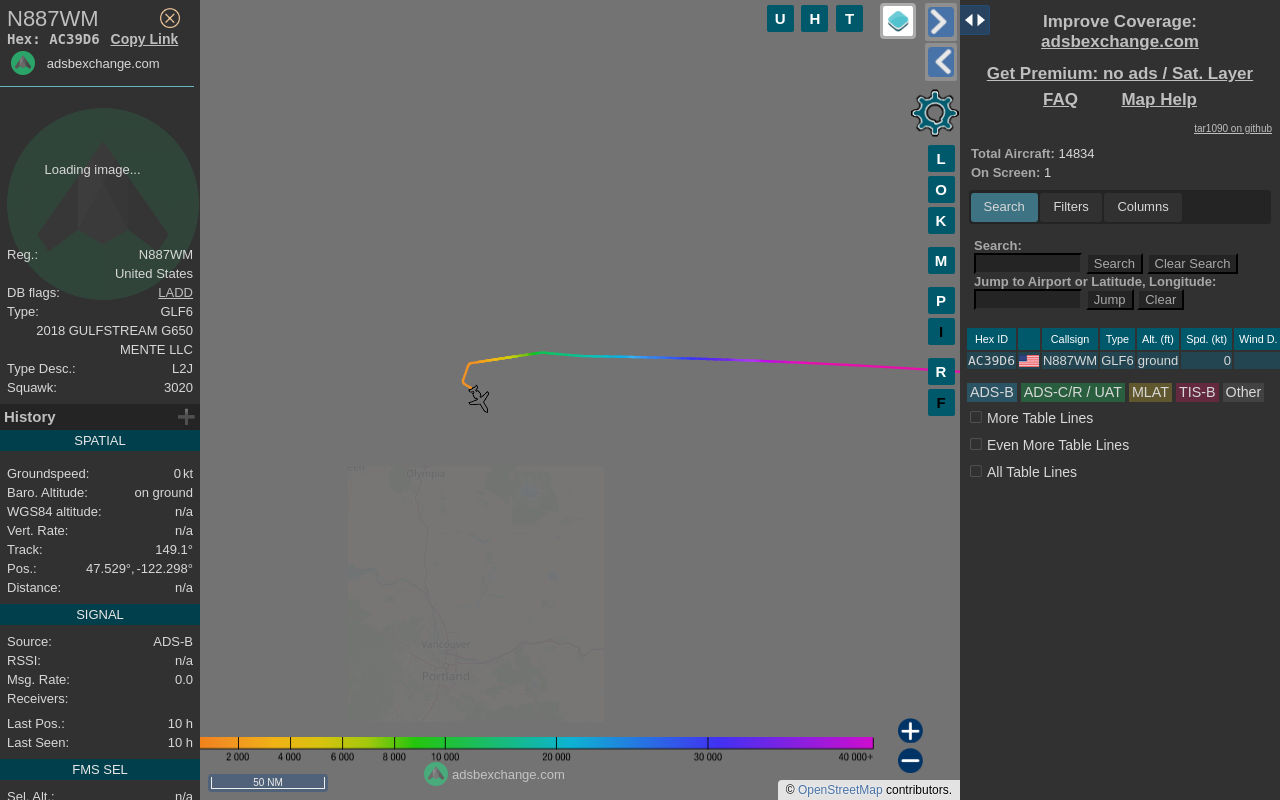 N887WM
Hex: AC39D6 Copy Link
adsbexchange.com
Loading image...
Reg.: N887WM
United States
DB flags: LADD
Type: GLF6
2018 GULFSTREAM G650
MENTE LLC
Type Desc.: L2J
Squawk: 3020
History
SPATIAL
Groundspeed: 0 kt
Baro. Altitude: on ground
WGS84 altitude: n/a
Vert. Rate: n/a
Track: 149.1°
Pos.: 47.529°, -122.298°
Distance: n/a
SIGNAL
Source: ADS-B
RSSI: n/a
Msg. Rate: 0.0
Receivers:
Last Pos.: 10 h
Last Seen: 10 h
FMS SEL
Sel. Alt.: n/a
U H T
L
O
K
M
P
I
R
F
Olympia
Vancouver
Portland
2 000 4 000 6 000 8 000 10 000 20 000 30 000 40 000+
adsbexchange.com
50 NM
© OpenStreetMap contributors.
Improve Coverage:
adsbexchange.com
Get Premium: no ads / Sat. Layer
FAQ Map Help
tar1090 on github
Total Aircraft: 14834
On Screen: 1
Search Filters Columns
Search:
Search Clear Search
Jump to Airport or Latitude, Longitude:
Jump Clear
Hex ID Callsign Type Alt. (ft) Spd. (kt) Wind D.
AC39D6 N887WM GLF6 ground 0
ADS-B ADS-C/R / UAT MLAT TIS-B Other
More Table Lines
Even More Table Lines
All Table Lines